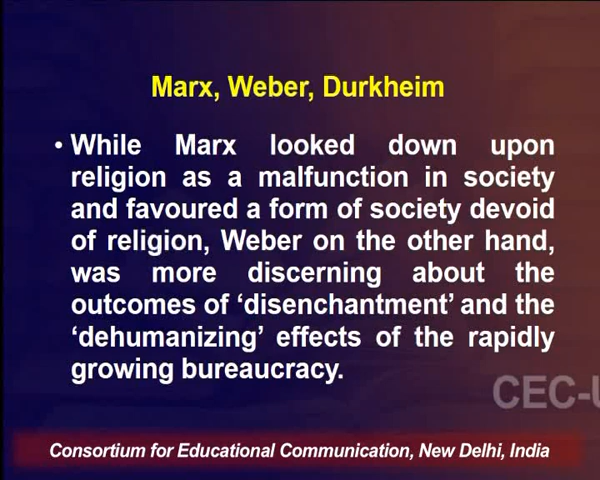 Marx, Weber, Durkheim
• While Marx looked down upon
religion as a malfunction in society
and favoured a form of society devoid
of religion, Weber on the other hand,
was more discerning about the
outcomes of ‘disenchantment’ and the
‘dehumanizing’ effects of the rapidly
growing bureaucracy.
CEC-U
Consortium for Educational Communication, New Delhi, India